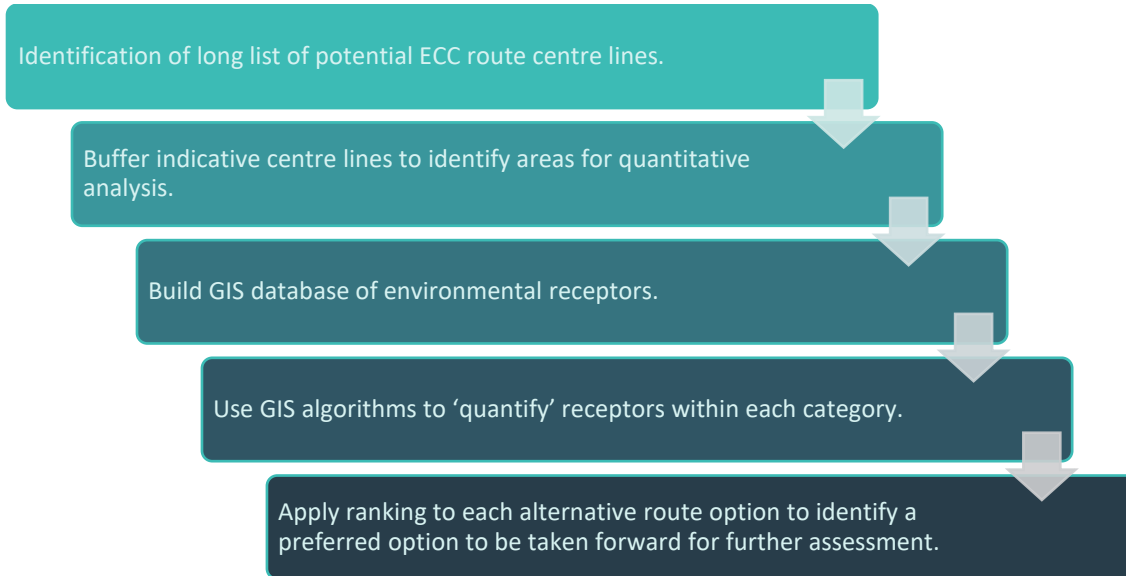 Identification of long list of potential ECC route centre lines.
Buffer indicative centre lines to identify areas for quantitative
analysis.
Build GIS database of environmental receptors.
Use GIS algorithms to ‘quantify’ receptors within each category.
Apply ranking to each alternative route option to identify a
preferred option to be taken forward for further assessment.